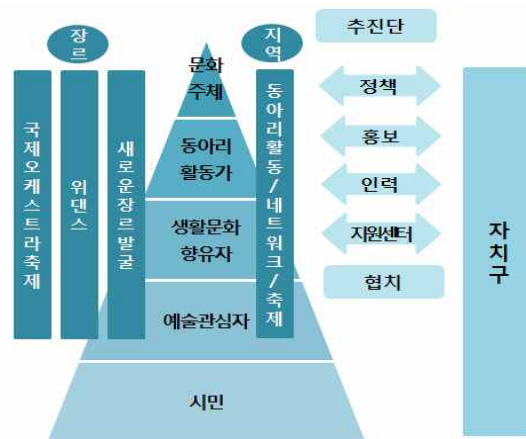 장르
지역
추진단
국제오케스트라축제
위댄스
새로운장르발굴
문화
주체
동아리
활동가
생활문화
향유자
예술관심자
시민
동아리활동/네트워크/축제
정책
홍보
인력
지원센터
협치
자치구